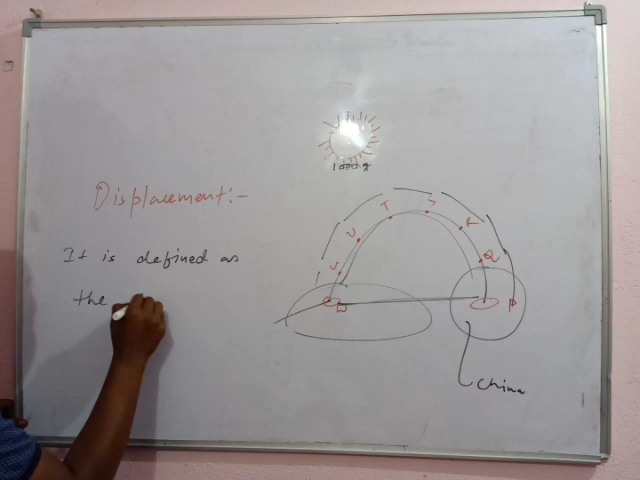 1000 g
Displacement:-
It is defined as
the
T
R
U
Q
W
P
China